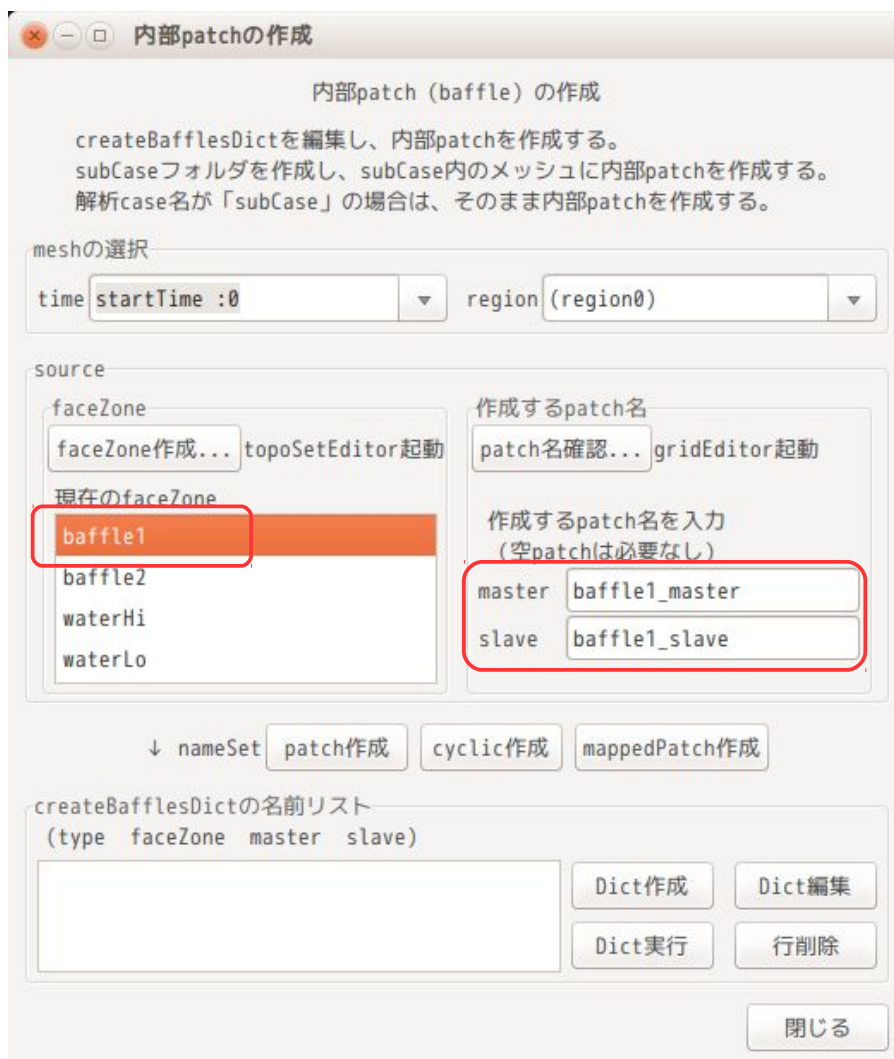 内部patchの作成
内部patch (baffle) の作成
createBafflesDictを編集し、内部patchを作成する。
subCaseフォルダを作成し、subCase内のメッシュに内部patchを作成する。
解析case名が「subCase」の場合は、そのまま内部patchを作成する。
meshの選択
time startTime :0 region (region0)
source
faceZone
faceZone作成... topoSetEditor起動
現在のfaceZone
baffle1
baffle2
waterHi
waterLo
作成するpatch名
patch名確認... gridEditor起動
作成するpatch名を入力
（空patchは必要なし）
master baffle1_master
slave baffle1_slave
↓ nameSet patch作成 cyclic作成 mappedPatch作成
createBafflesDictの名前リスト
(type faceZone master slave)
Dict作成 Dict編集
Dict実行 行削除
閉じる